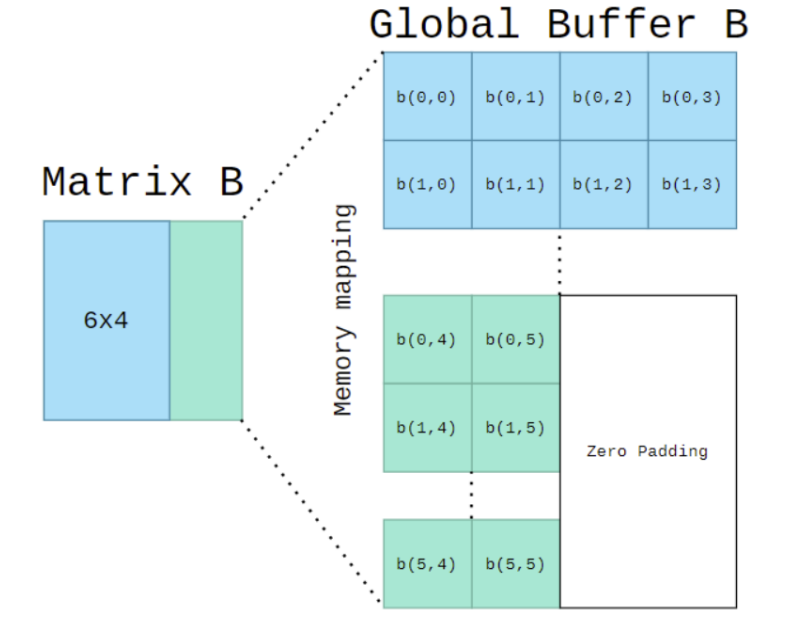 Global Buffer B
b(0,0) b(0,1) b(0,2) b(0,3)
b(1,0) b(1,1) b(1,2) b(1,3)
Matrix B
6x4
Memory mapping
b(0,4) b(0,5)
b(1,4) b(1,5)
Zero Padding
b(5,4) b(5,5)